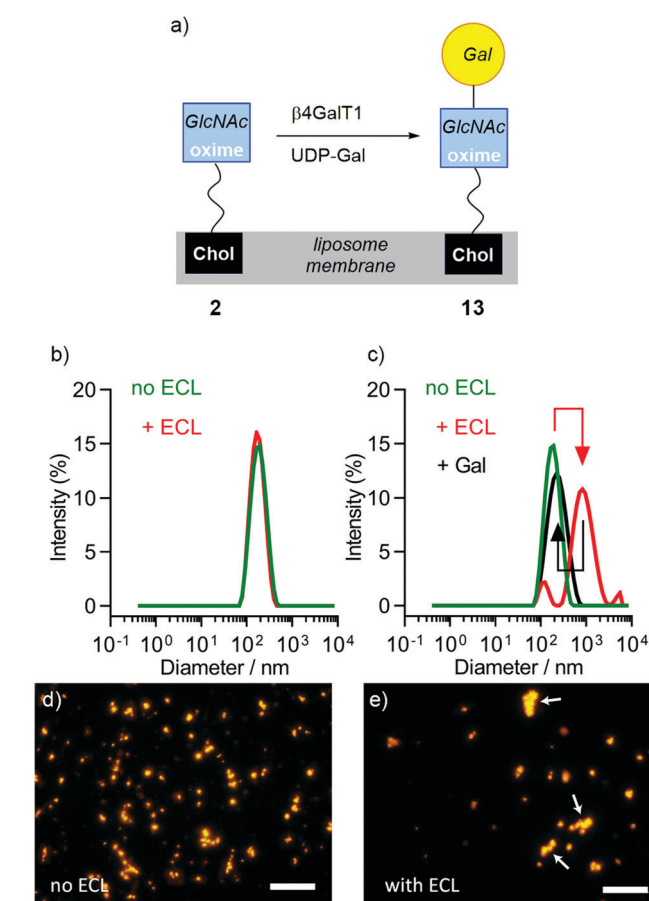 a)
Gal
GlcNAc
oxime
β4GalT1
UDP-Gal
GlcNAc
oxime
Chol
liposome
membrane
Chol
2
13
b)
no ECL
+ ECL
Intensity (%)
20
15
10
5
0
10-1 100 101 102 103 104
Diameter / nm
c)
no ECL
+ ECL
+ Gal
Intensity (%)
20
15
10
5
0
10-1 100 101 102 103 104
Diameter / nm
d)
no ECL
e)
with ECL